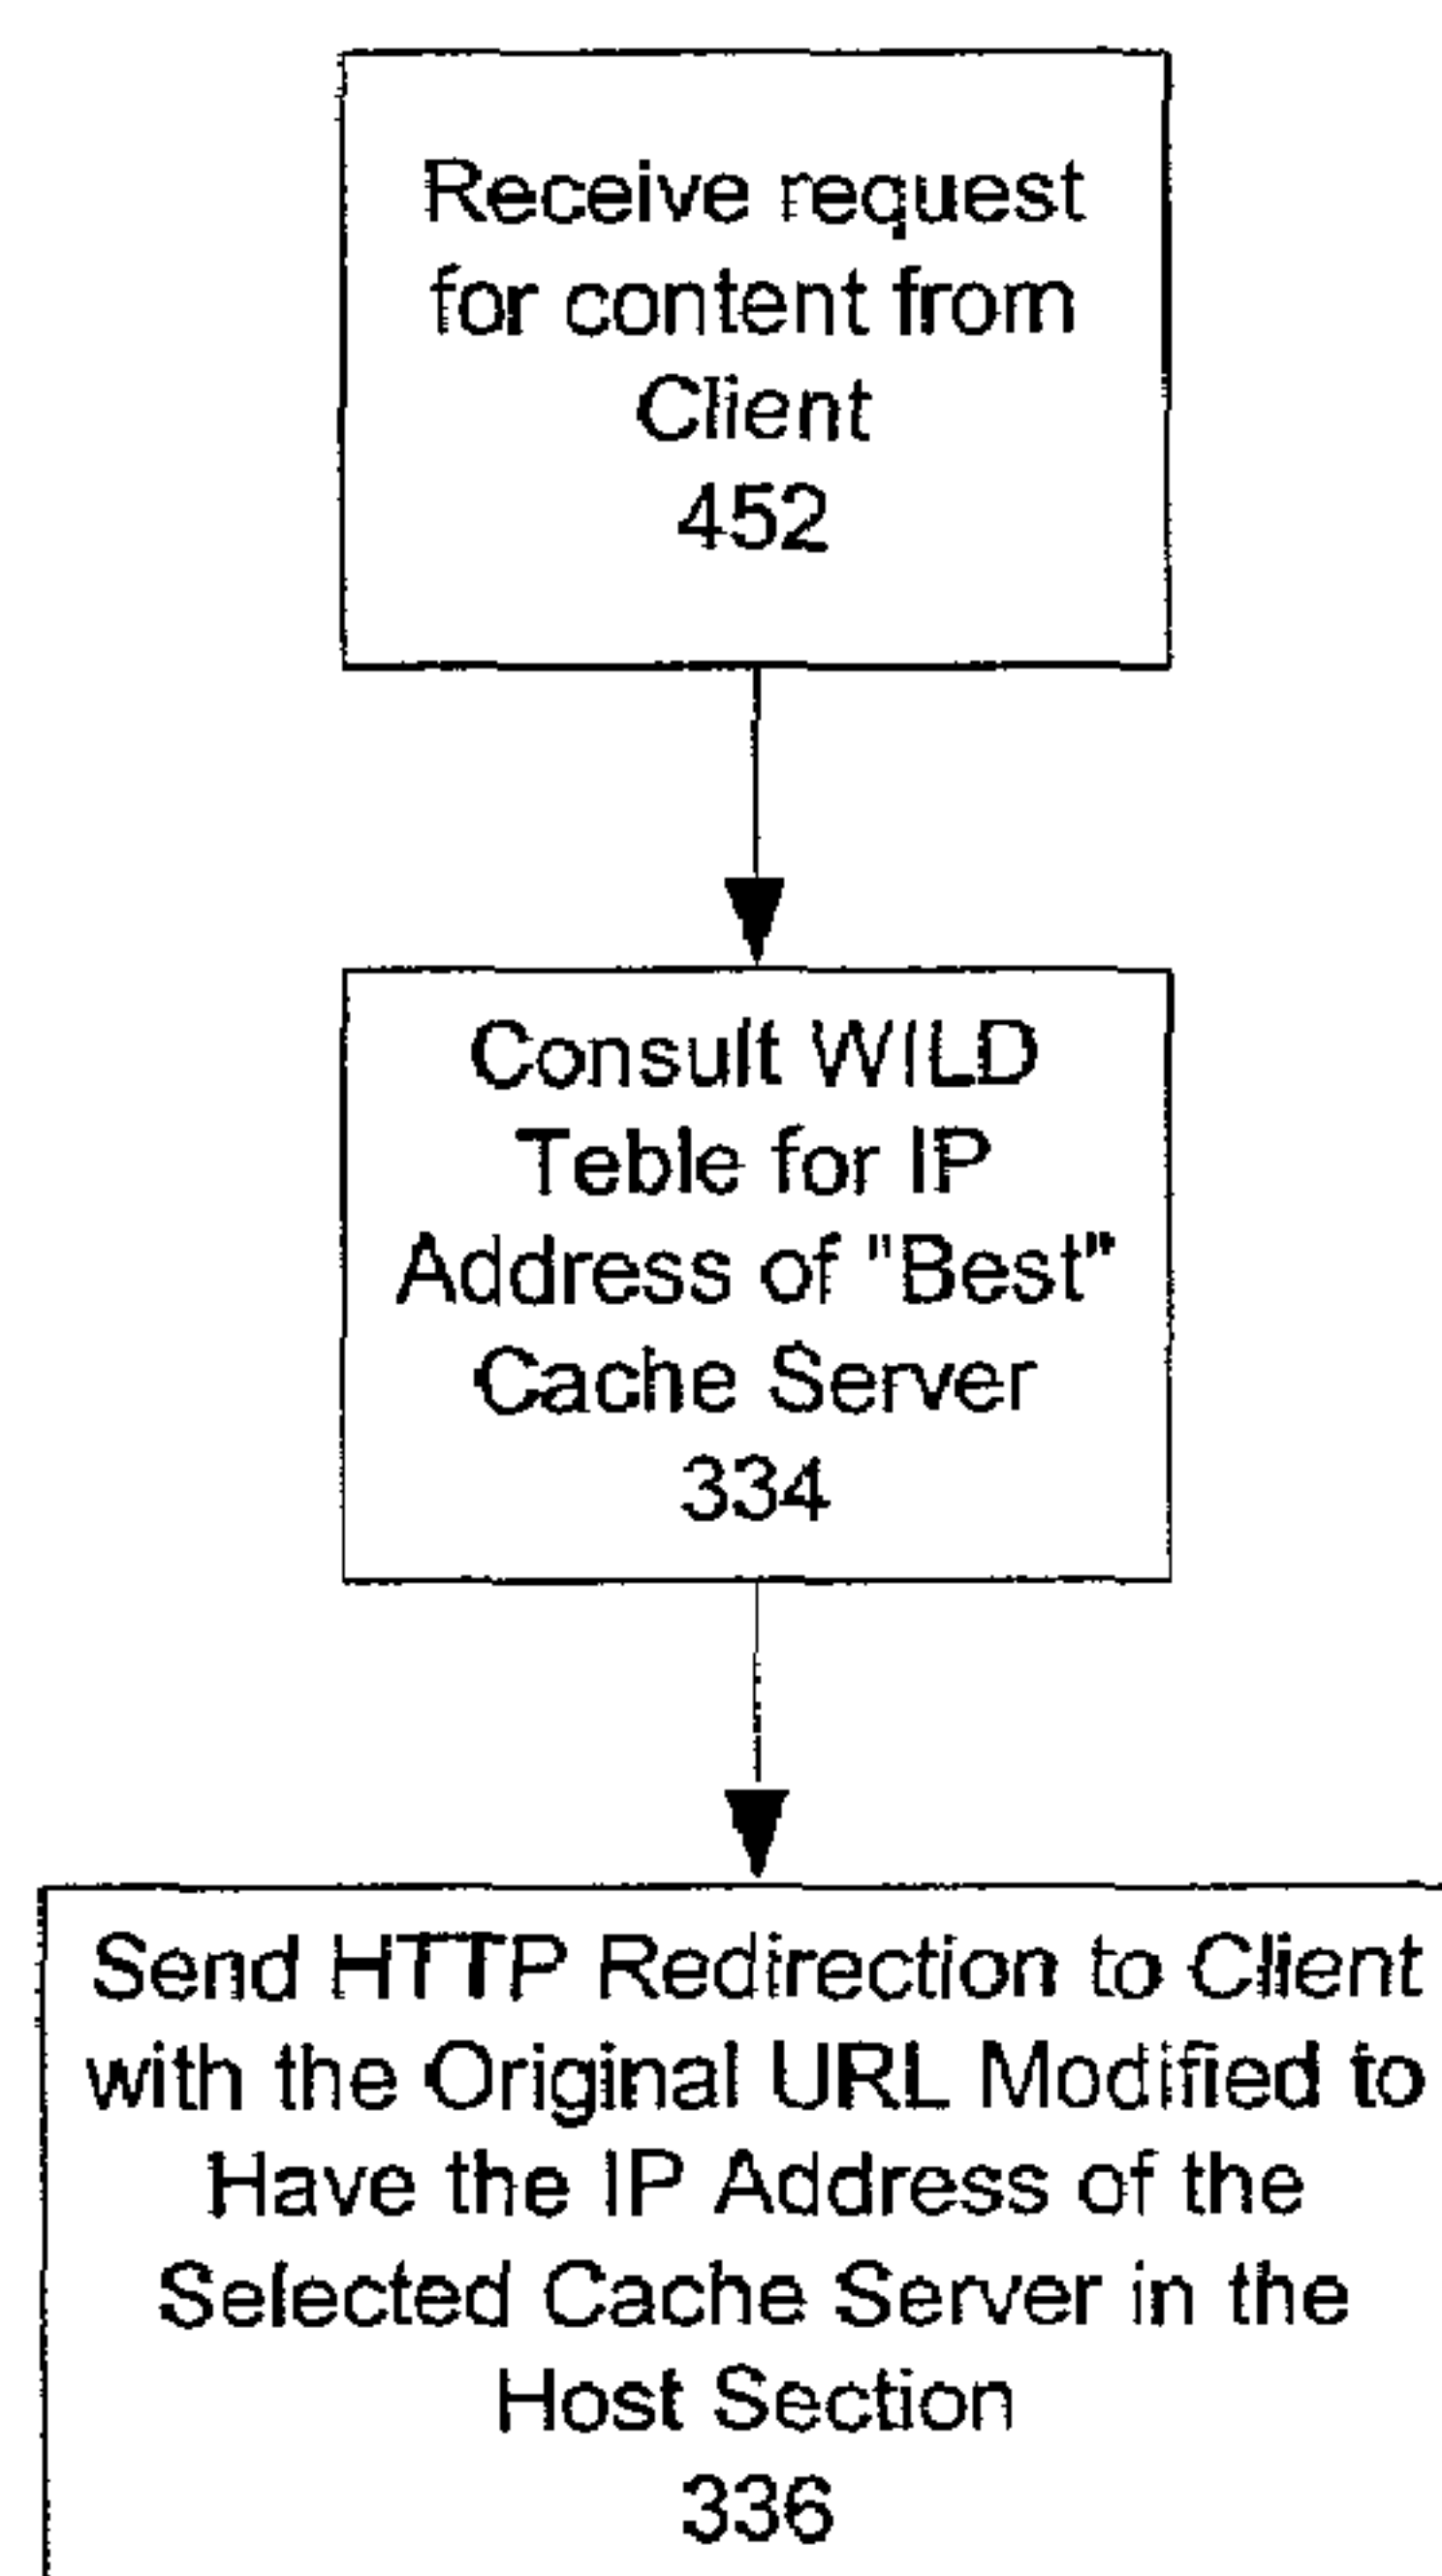 Receive request
for content from
Client
452
Consult WILD
Teble for IP
Address of "Best"
Cache Server
334
Send HTTP Redirection to Client
with the Original URL Modified to
Have the IP Address of the
Selected Cache Server in the
Host Section
336